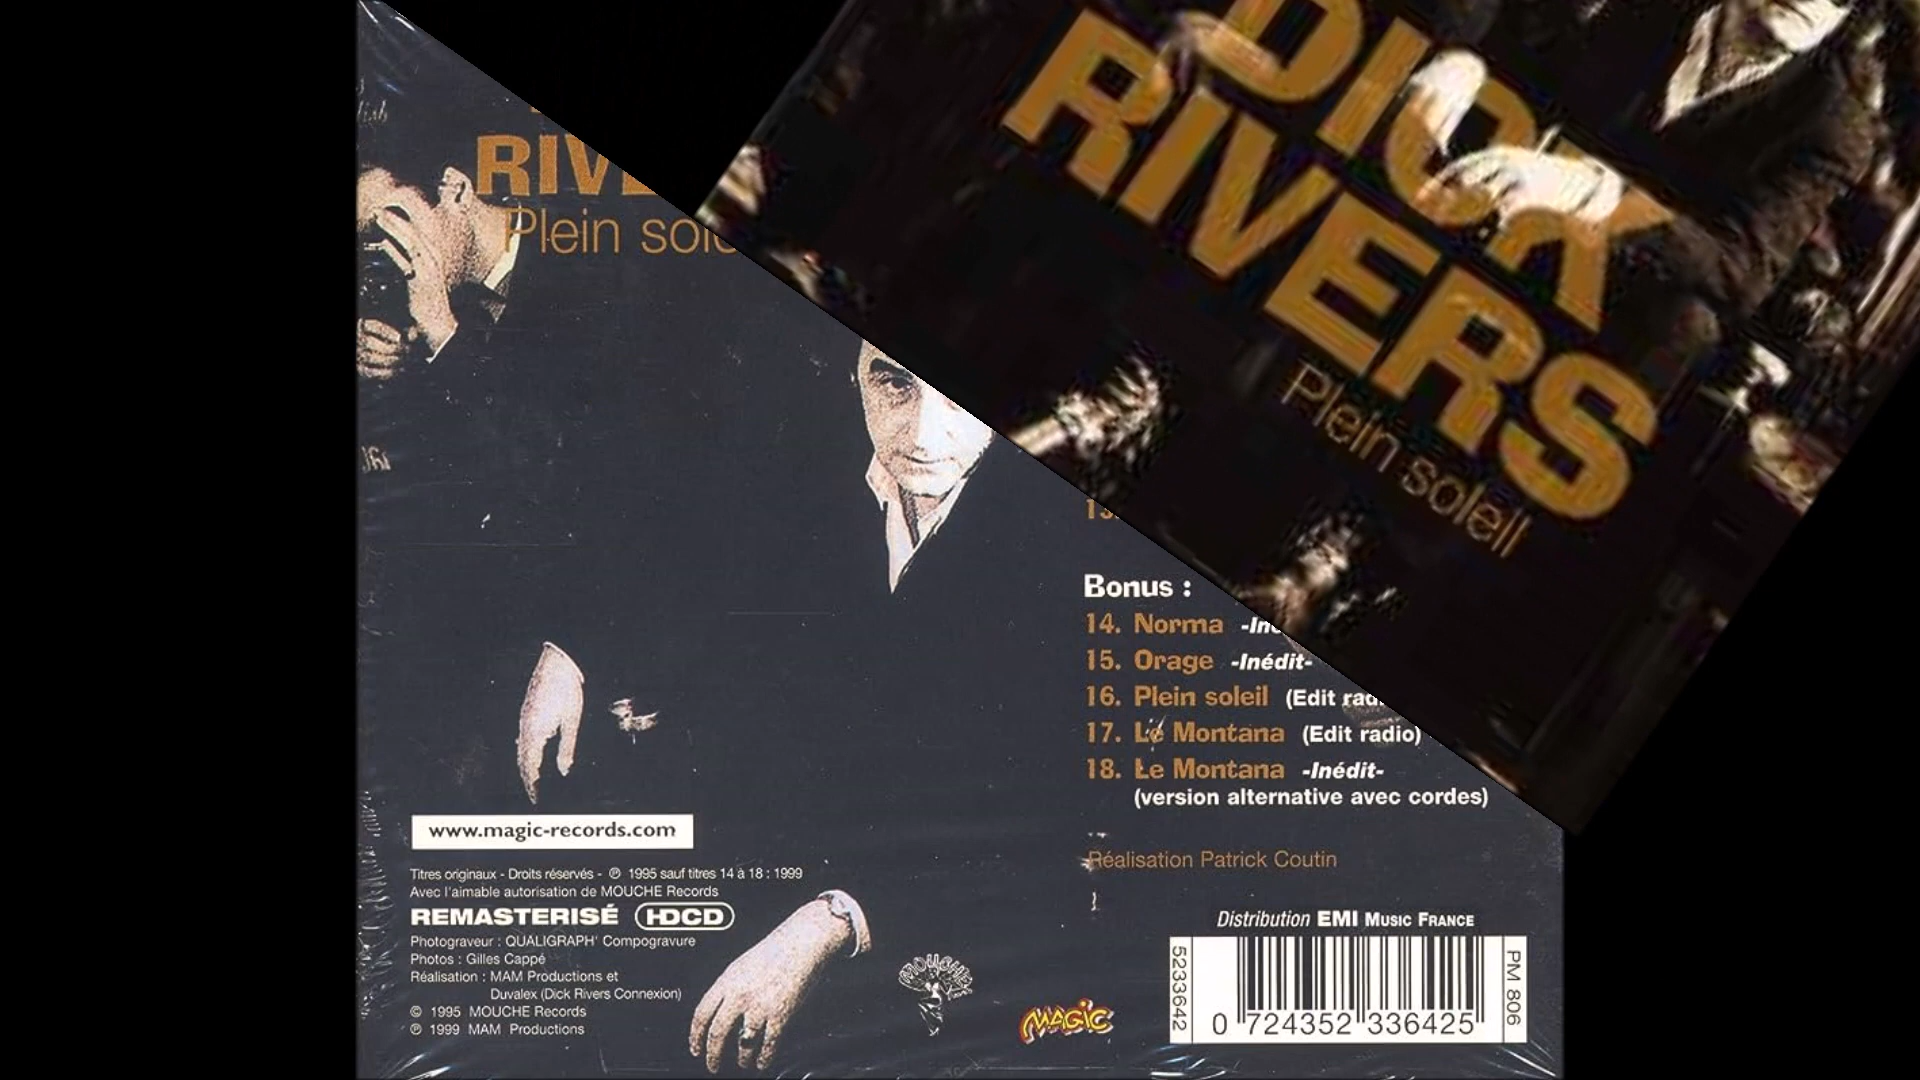 DICK
RIVERS
Plein soleil
RIVE
Plein sole
13.
Bonus :
14. Norma -Iné
15. Orage -Inédit-
16. Plein soleil (Edit radi
17. Le Montana (Edit radio)
18. Le Montana -Inédit-
(version alternative avec cordes)
www.magic-records.com
Réalisation Patrick Coutin
Titres originaux - Droits réservés - ℗ 1995 sauf titres 14 à 18 : 1999
Avec l'aimable autorisation de MOUCHE Records
REMASTERISÉ HDCD
Photograveur : QUALIGRAPH' Compogravure
Photos : Gilles Cappé
Réalisation : MAM Productions et
Duvalex (Dick Rivers Connexion)
© 1995 MOUCHE Records
℗ 1999 MAM Productions
MOUCHE
MAGIC
Distribution EMI MUSIC FRANCE
5233642
PM 806
0 724352 336425